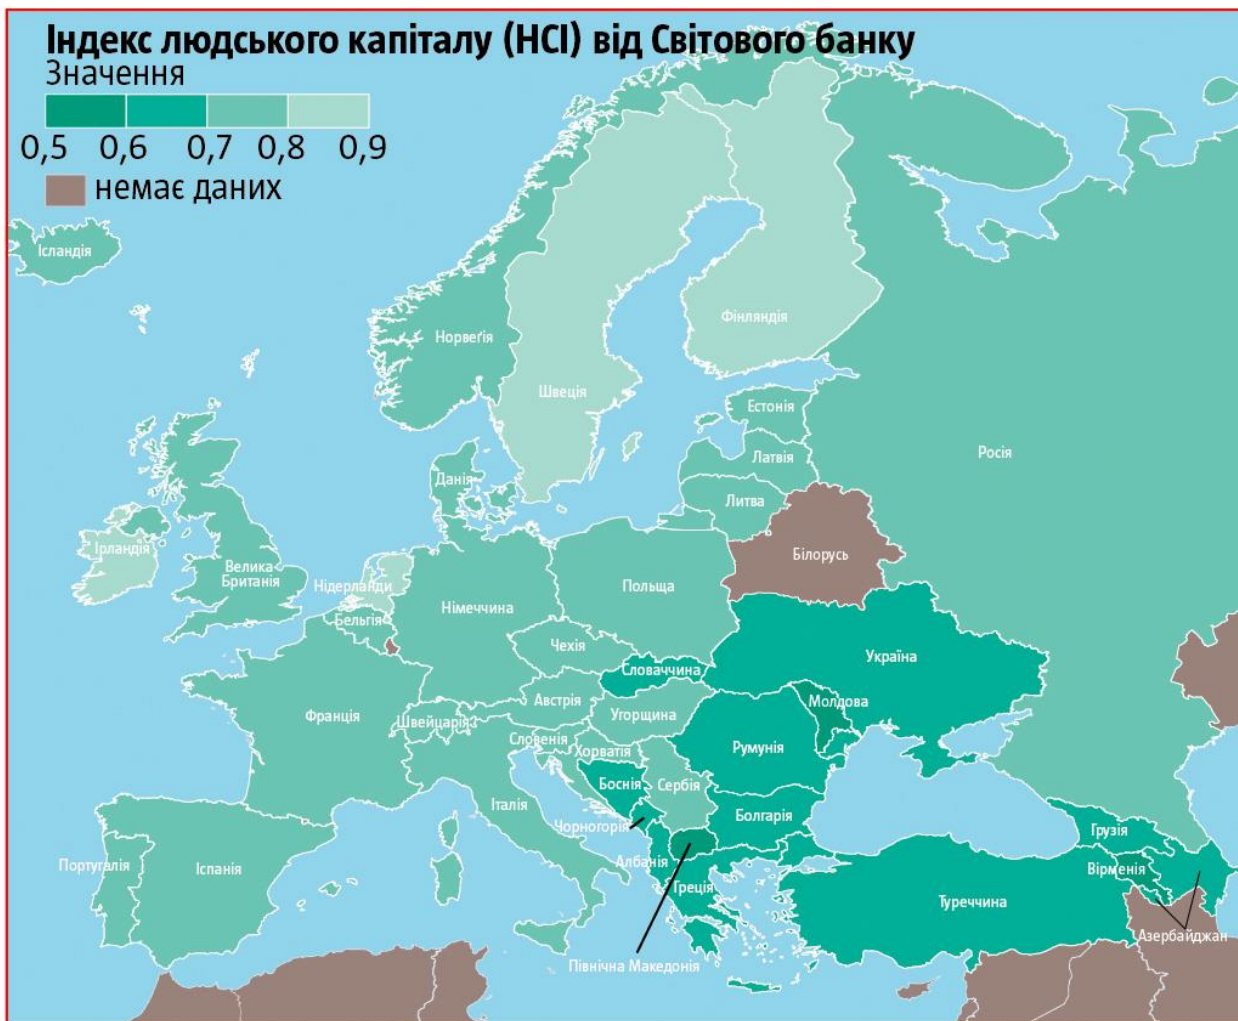 Індекс людського капіталу (HCI) від Світового банку
Значення
0,5 0,6 0,7 0,8 0,9
немає даних
Ісландія
Норвегія
Фінляндія
Швеція
Естонія
Росія
Латвія
Данія
Литва
Ірландія
Білорусь
Велика
Британія
Нідерланди
Польща
Німеччина
Бельгія
Чехія
Україна
Словаччина
Австрія
Молдова
Франція
Швейцарія
Угорщина
Словенія
Хорватія
Румунія
Боснія
Сербія
Італія
Болгарія
Чорногорія
Грузія
Португалія
Іспанія
Албанія
Вірменія
Греція
Туреччина
Азербайджан
Північна Македонія